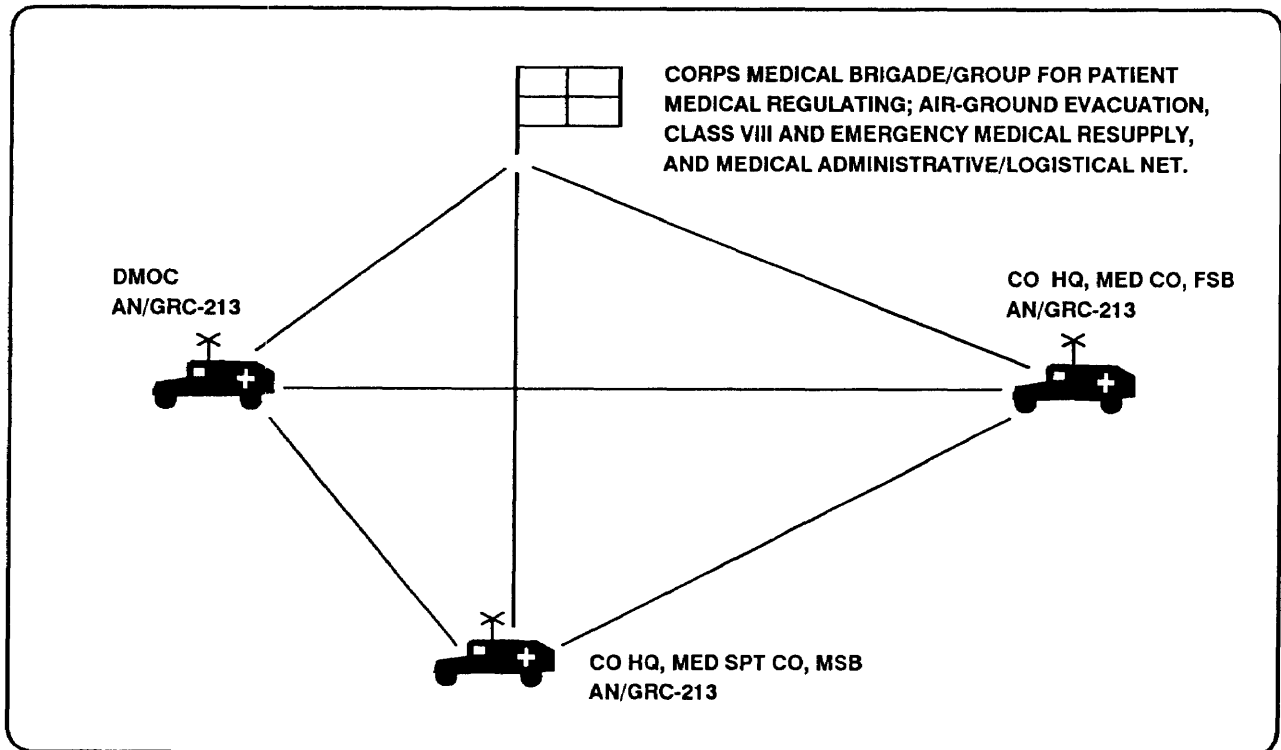 CORPS MEDICAL BRIGADE/GROUP FOR PATIENT
MEDICAL REGULATING; AIR-GROUND EVACUATION,
CLASS VIII AND EMERGENCY MEDICAL RESUPPLY,
AND MEDICAL ADMINISTRATIVE/LOGISTICAL NET.
DMOC
AN/GRC-213
CO HQ, MED CO, FSB
AN/GRC-213
CO HQ, MED SPT CO, MSB
AN/GRC-213